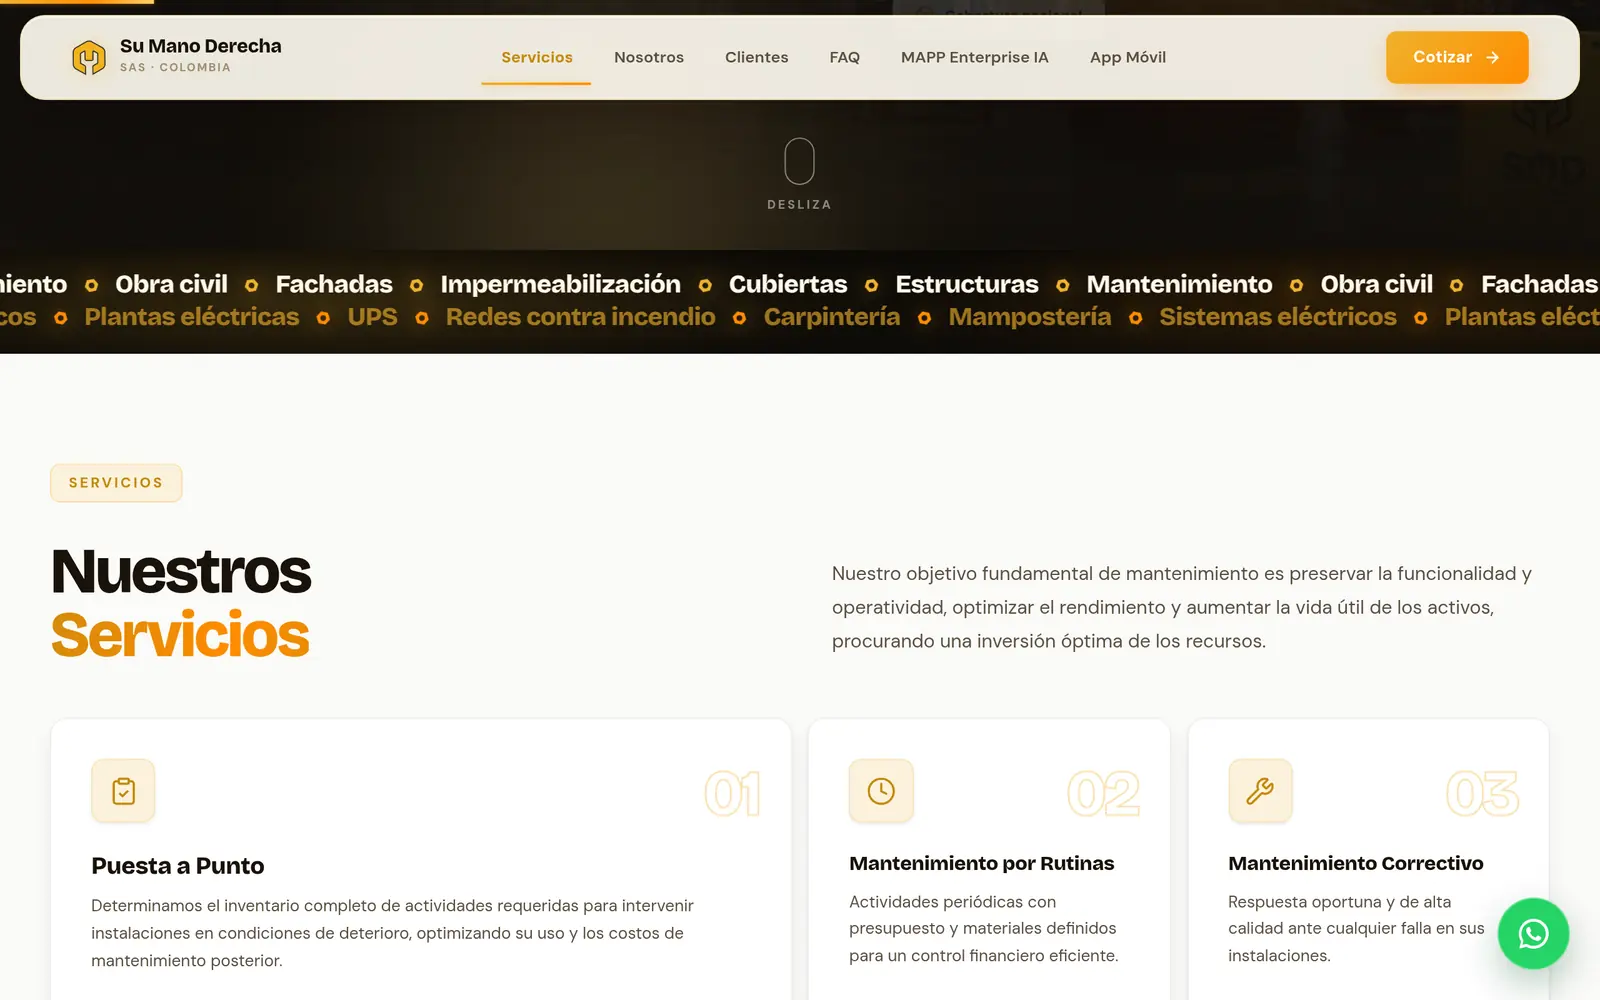 Su Mano Derecha
SAS · COLOMBIA
Servicios
Nosotros
Clientes
FAQ
MAPP Enterprise IA
App Móvil
Cotizar →
DESLIZA
Obra civil Fachadas Impermeabilización Cubiertas Estructuras Mantenimiento Obra civil Fachadas
Plantas eléctricas UPS Redes contra incendio Carpintería Mampostería Sistemas eléctricos Plantas
SERVICIOS
Nuestros
Servicios
Nuestro objetivo fundamental de mantenimiento es preservar la funcionalidad y
operatividad, optimizar el rendimiento y aumentar la vida útil de los activos,
procurando una inversión óptima de los recursos.
01
Puesta a Punto
Determinamos el inventario completo de actividades requeridas para intervenir
instalaciones en condiciones de deterioro, optimizando su uso y los costos de
mantenimiento posterior.
02
Mantenimiento por Rutinas
Actividades periódicas con
presupuesto y materiales definidos
para un control financiero eficiente.
03
Mantenimiento Correctivo
Respuesta oportuna y de alta
calidad ante cualquier falla en sus
instalaciones.